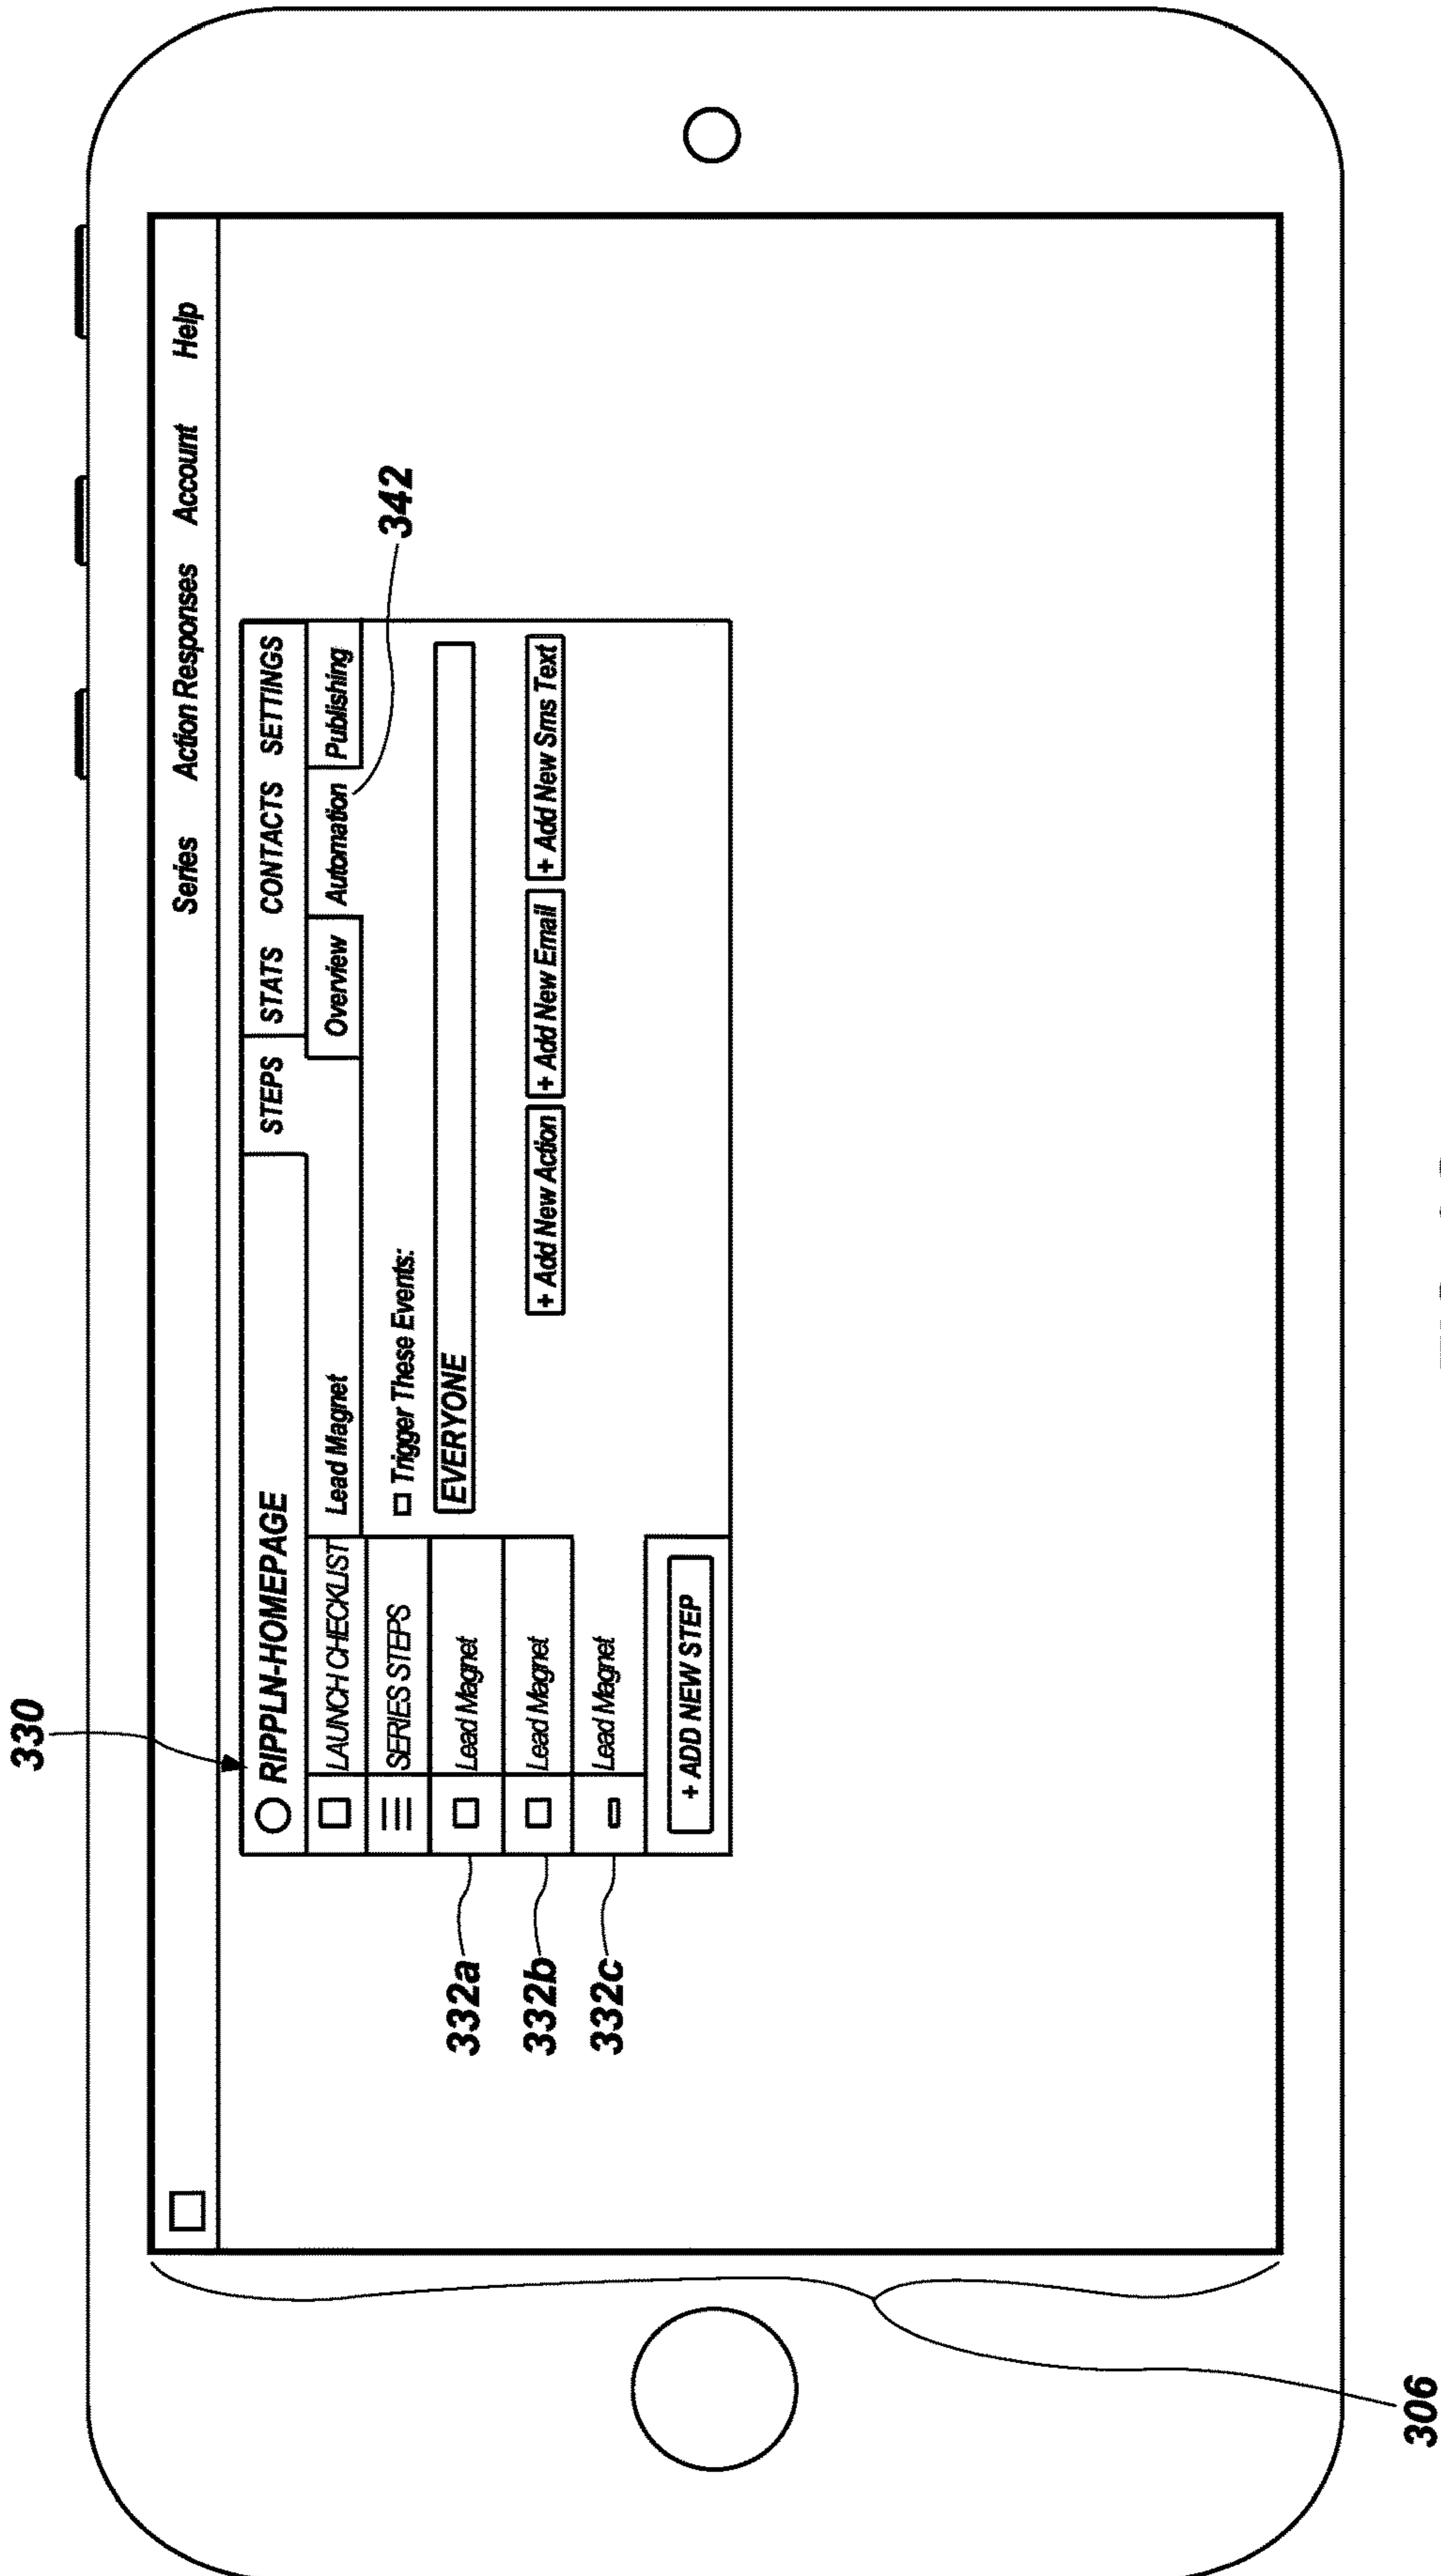 330
Series Action Responses Account Help
RIPPLN-HOMEPAGE STEPS STATS CONTACTS SETTINGS
LAUNCH CHECKLIST Lead Magnet Overview Automation Publishing
342
SERIES STEPS
Trigger These Events:
EVERYONE
332a Lead Magnet
332b Lead Magnet
+ Add New Action + Add New Email + Add New Sms Text
332c Lead Magnet
+ ADD NEW STEP
306